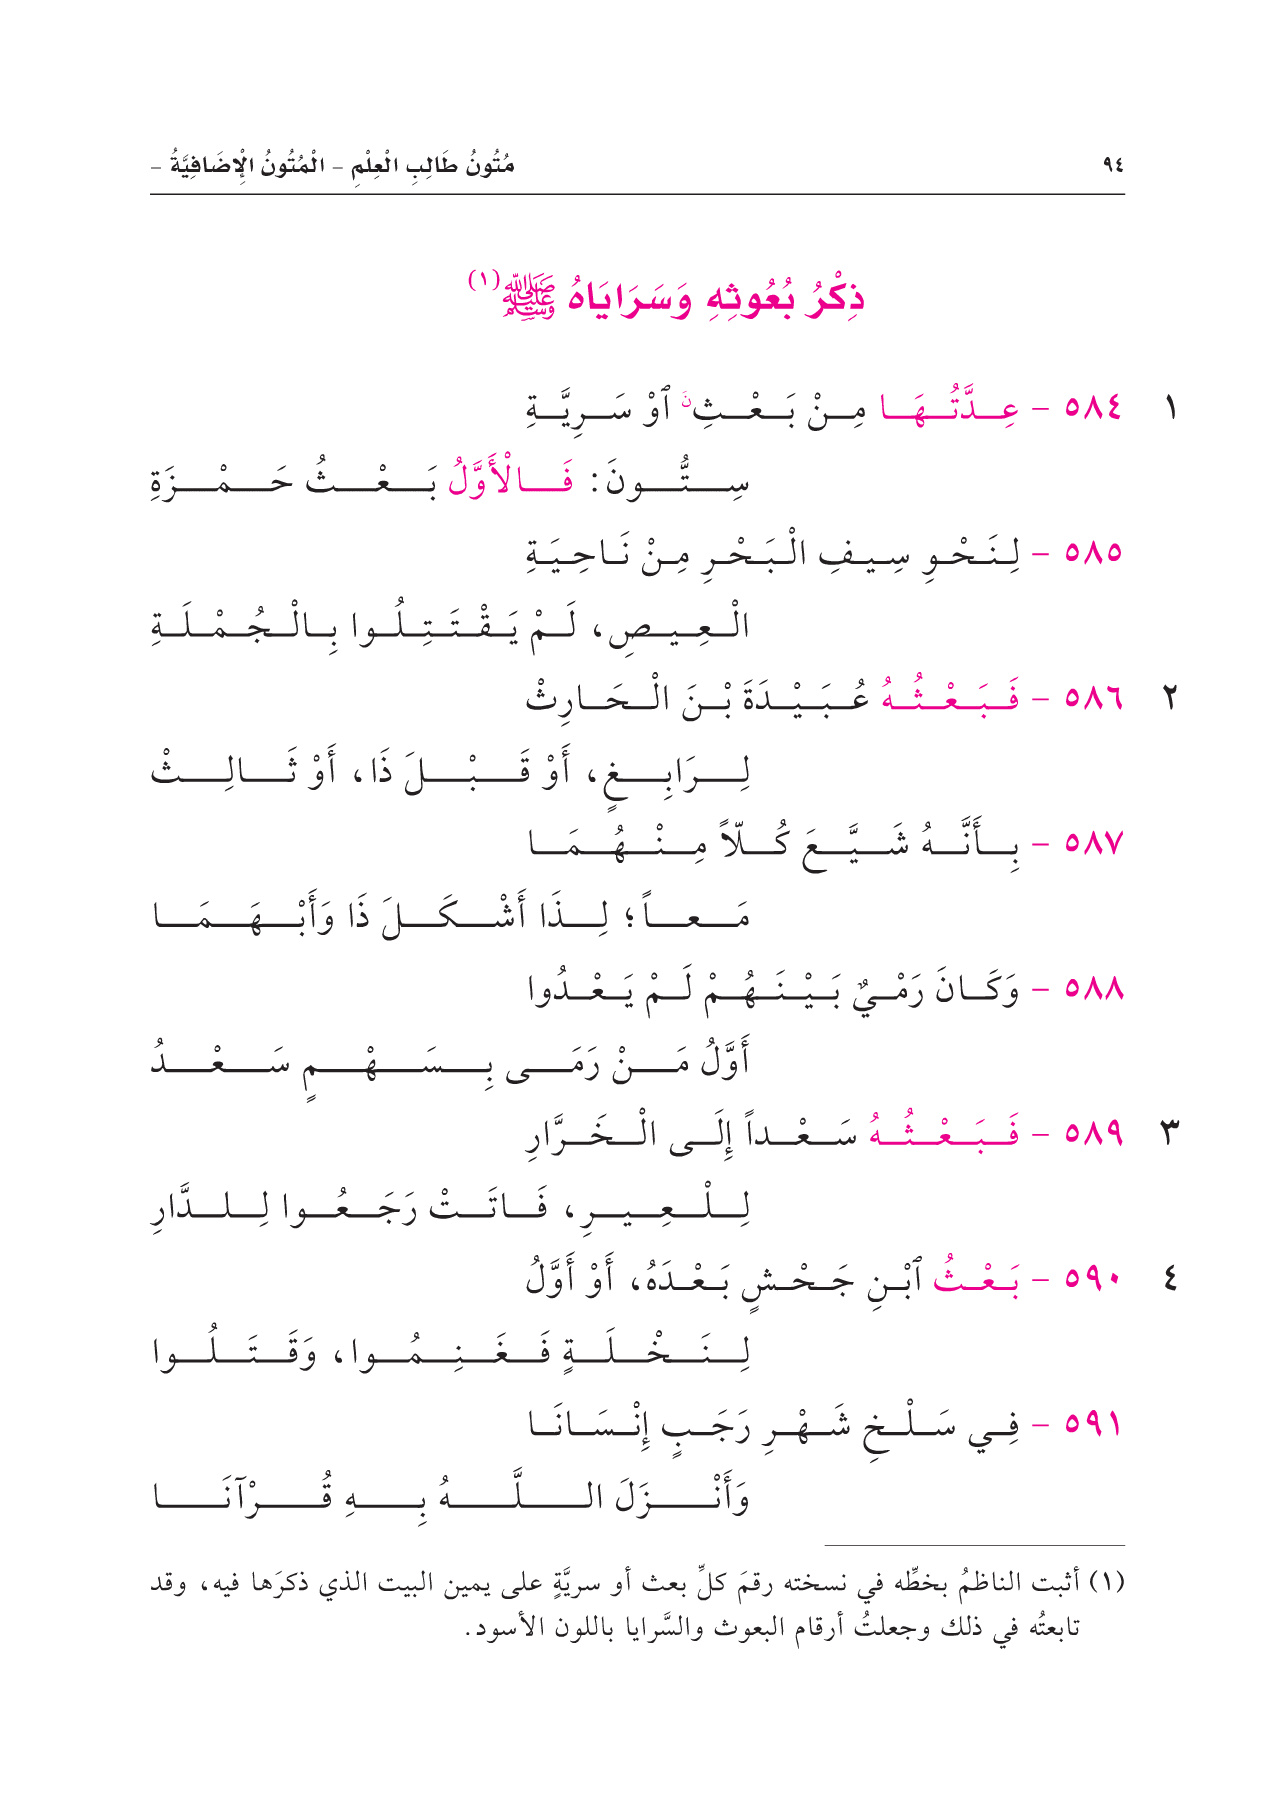 ٩٤ مُتُونُ طَالِبِ الْعِلْمِ - الْمُتُونُ الْإِضَافِيَّةُ -
ذِكْرُ بُعُوثِهِ وَسَرَايَاهُ ﷺ(١)
١ ٥٨٤ - عِدَّتُهَا مِنْ بَعْثِ نَ ٱوْ سَرِيَّةِ
سِتُّونَ: فَالْأَوَّلُ بَعْثُ حَمْزَةِ
٥٨٥ - لِنَحْوِ سِيفِ الْبَحْرِ مِنْ نَاحِيَةِ
الْعِيصِ، لَمْ يَقْتَتِلُوا بِالْجُمْلَةِ
٢ ٥٨٦ - فَبَعْثُهُ عُبَيْدَةَ بْنَ الْحَارِثْ
لِرَابِغٍ، أَوْ قَبْلَ ذَا، أَوْ ثَالِثْ
٥٨٧ - بِأَنَّهُ شَيَّعَ كُلّاً مِنْهُمَا
مَعاً؛ لِذَا أَشْكَلَ ذَا وَأَبْهَمَا
٥٨٨ - وَكَانَ رَمْيٌ بَيْنَهُمْ لَمْ يَعْدُوا
أَوَّلُ مَنْ رَمَى بِسَهْمٍ سَعْدُ
٣ ٥٨٩ - فَبَعْثُهُ سَعْداً إِلَى الْخَرَّارِ
لِلْعِيرِ، فَاتَتْ رَجَعُوا لِلدَّارِ
٤ ٥٩٠ - بَعْثُ ٱبْنِ جَحْشٍ بَعْدَهُ، أَوْ أَوَّلُ
لِنَخْلَةٍ فَغَنِمُوا، وَقَتَلُوا
٥٩١ - فِي سَلْخِ شَهْرِ رَجَبٍ إِنْسَانَا
وَأَنْزَلَ اللَّهُ بِهِ قُرْآنَا
(١) أثبت الناظمُ بخطِّه في نسخته رقمَ كلِّ بعث أو سريَّةٍ على يمين البيت الذي ذكرَها فيه، وقد
تابعتُه في ذلك وجعلتُ أرقام البعوث والسَّرايا باللون الأسود.